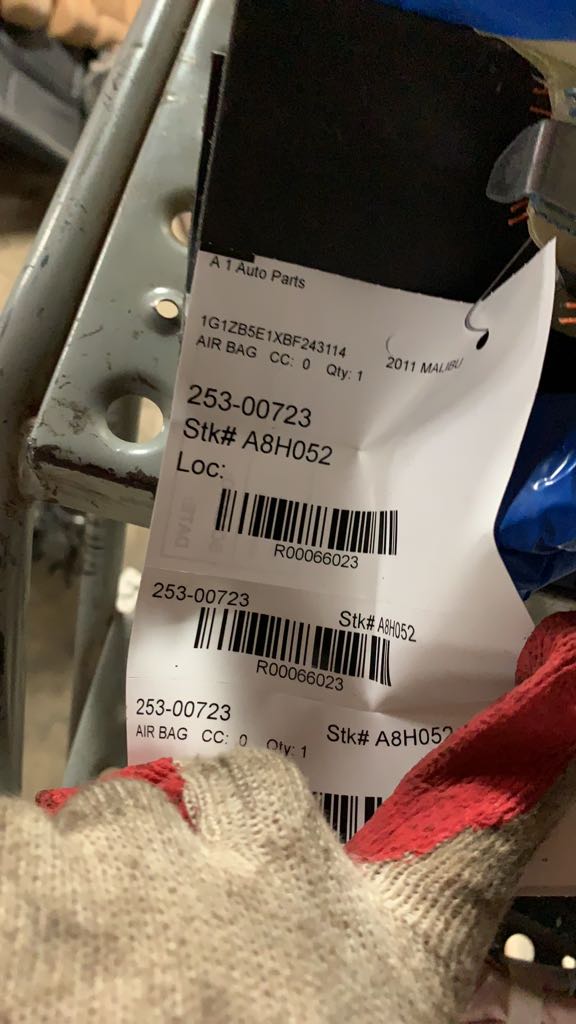 A 1 Auto Parts
1G1ZB5E1XBF243114
2011 MALIBU
AIR BAG CC: 0 Qty: 1
253-00723
Stk# A8H052
Loc:
R00066023
253-00723
Stk# A8H052
R00066023
253-00723
Stk# A8H052
AIR BAG CC: 0 Qty: 1